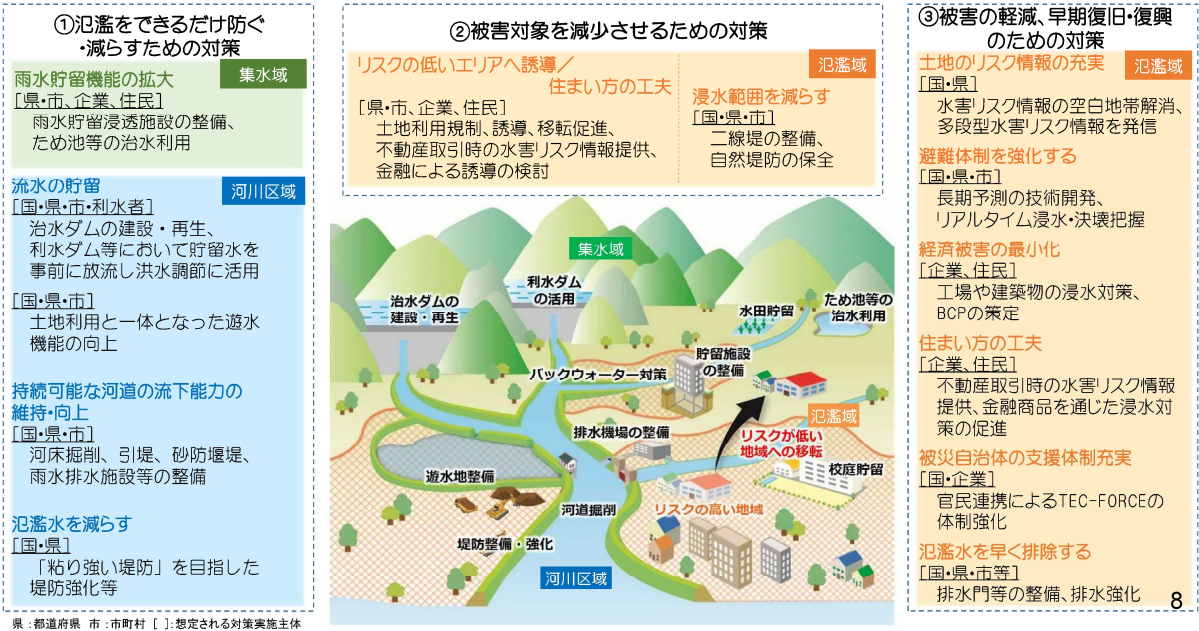 ①氾濫をできるだけ防ぐ
・減らすための対策
集水域
雨水貯留機能の拡大
[県・市、企業、住民]
雨水貯留浸透施設の整備、
ため池等の治水利用
河川区域
流水の貯留
[国・県・市・利水者]
治水ダムの建設・再生、
利水ダム等において貯留水を
事前に放流し洪水調節に活用
[国・県・市]
土地利用と一体となった遊水
機能の向上
持続可能な河道の流下能力の
維持・向上
[国・県・市]
河床掘削、引堤、砂防堰堤、
雨水排水施設等の整備
氾濫水を減らす
[国・県]
「粘り強い堤防」を目指した
堤防強化等
県:都道府県 市:市町村 [ ]:想定される対策実施主体
②被害対象を減少させるための対策
氾濫域
リスクの低いエリアへ誘導／
住まい方の工夫
[県・市、企業、住民]
土地利用規制、誘導、移転促進、
不動産取引時の水害リスク情報提供、
金融による誘導の検討
浸水範囲を減らす
[国・県・市]
二線堤の整備、
自然堤防の保全
集水域
治水ダムの
建設・再生
利水ダム
の活用
水田貯留
ため池等の
治水利用
バックウォーター対策
貯留施設
の整備
氾濫域
排水機場の整備
リスクが低い
地域への移転
校庭貯留
遊水地整備
河道掘削
リスクの高い地域
堤防整備・強化
河川区域
③被害の軽減、早期復旧・復興
のための対策
氾濫域
土地のリスク情報の充実
[国・県]
水害リスク情報の空白地帯解消、
多段型水害リスク情報を発信
避難体制を強化する
[国・県・市]
長期予測の技術開発、
リアルタイム浸水・決壊把握
経済被害の最小化
[企業、住民]
工場や建築物の浸水対策、
BCPの策定
住まい方の工夫
[企業、住民]
不動産取引時の水害リスク情報
提供、金融商品を通じた浸水対
策の促進
被災自治体の支援体制充実
[国・企業]
官民連携によるTEC-FORCEの
体制強化
氾濫水を早く排除する
[国・県・市等]
排水門等の整備、排水強化
8